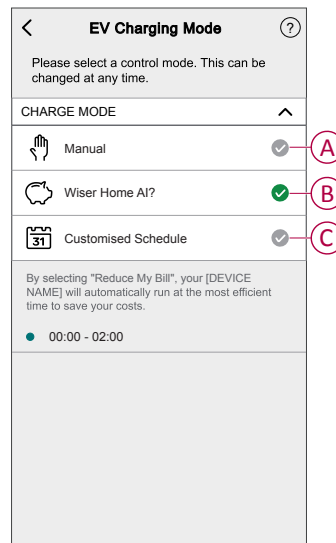 EV Charging Mode
?
Please select a control mode. This can be
changed at any time.
CHARGE MODE
Manual
A
Wiser Home AI?
B
31
Customised Schedule
C
By selecting "Reduce My Bill", your [DEVICE
NAME] will automatically run at the most efficient
time to save your costs.
00:00 - 02:00